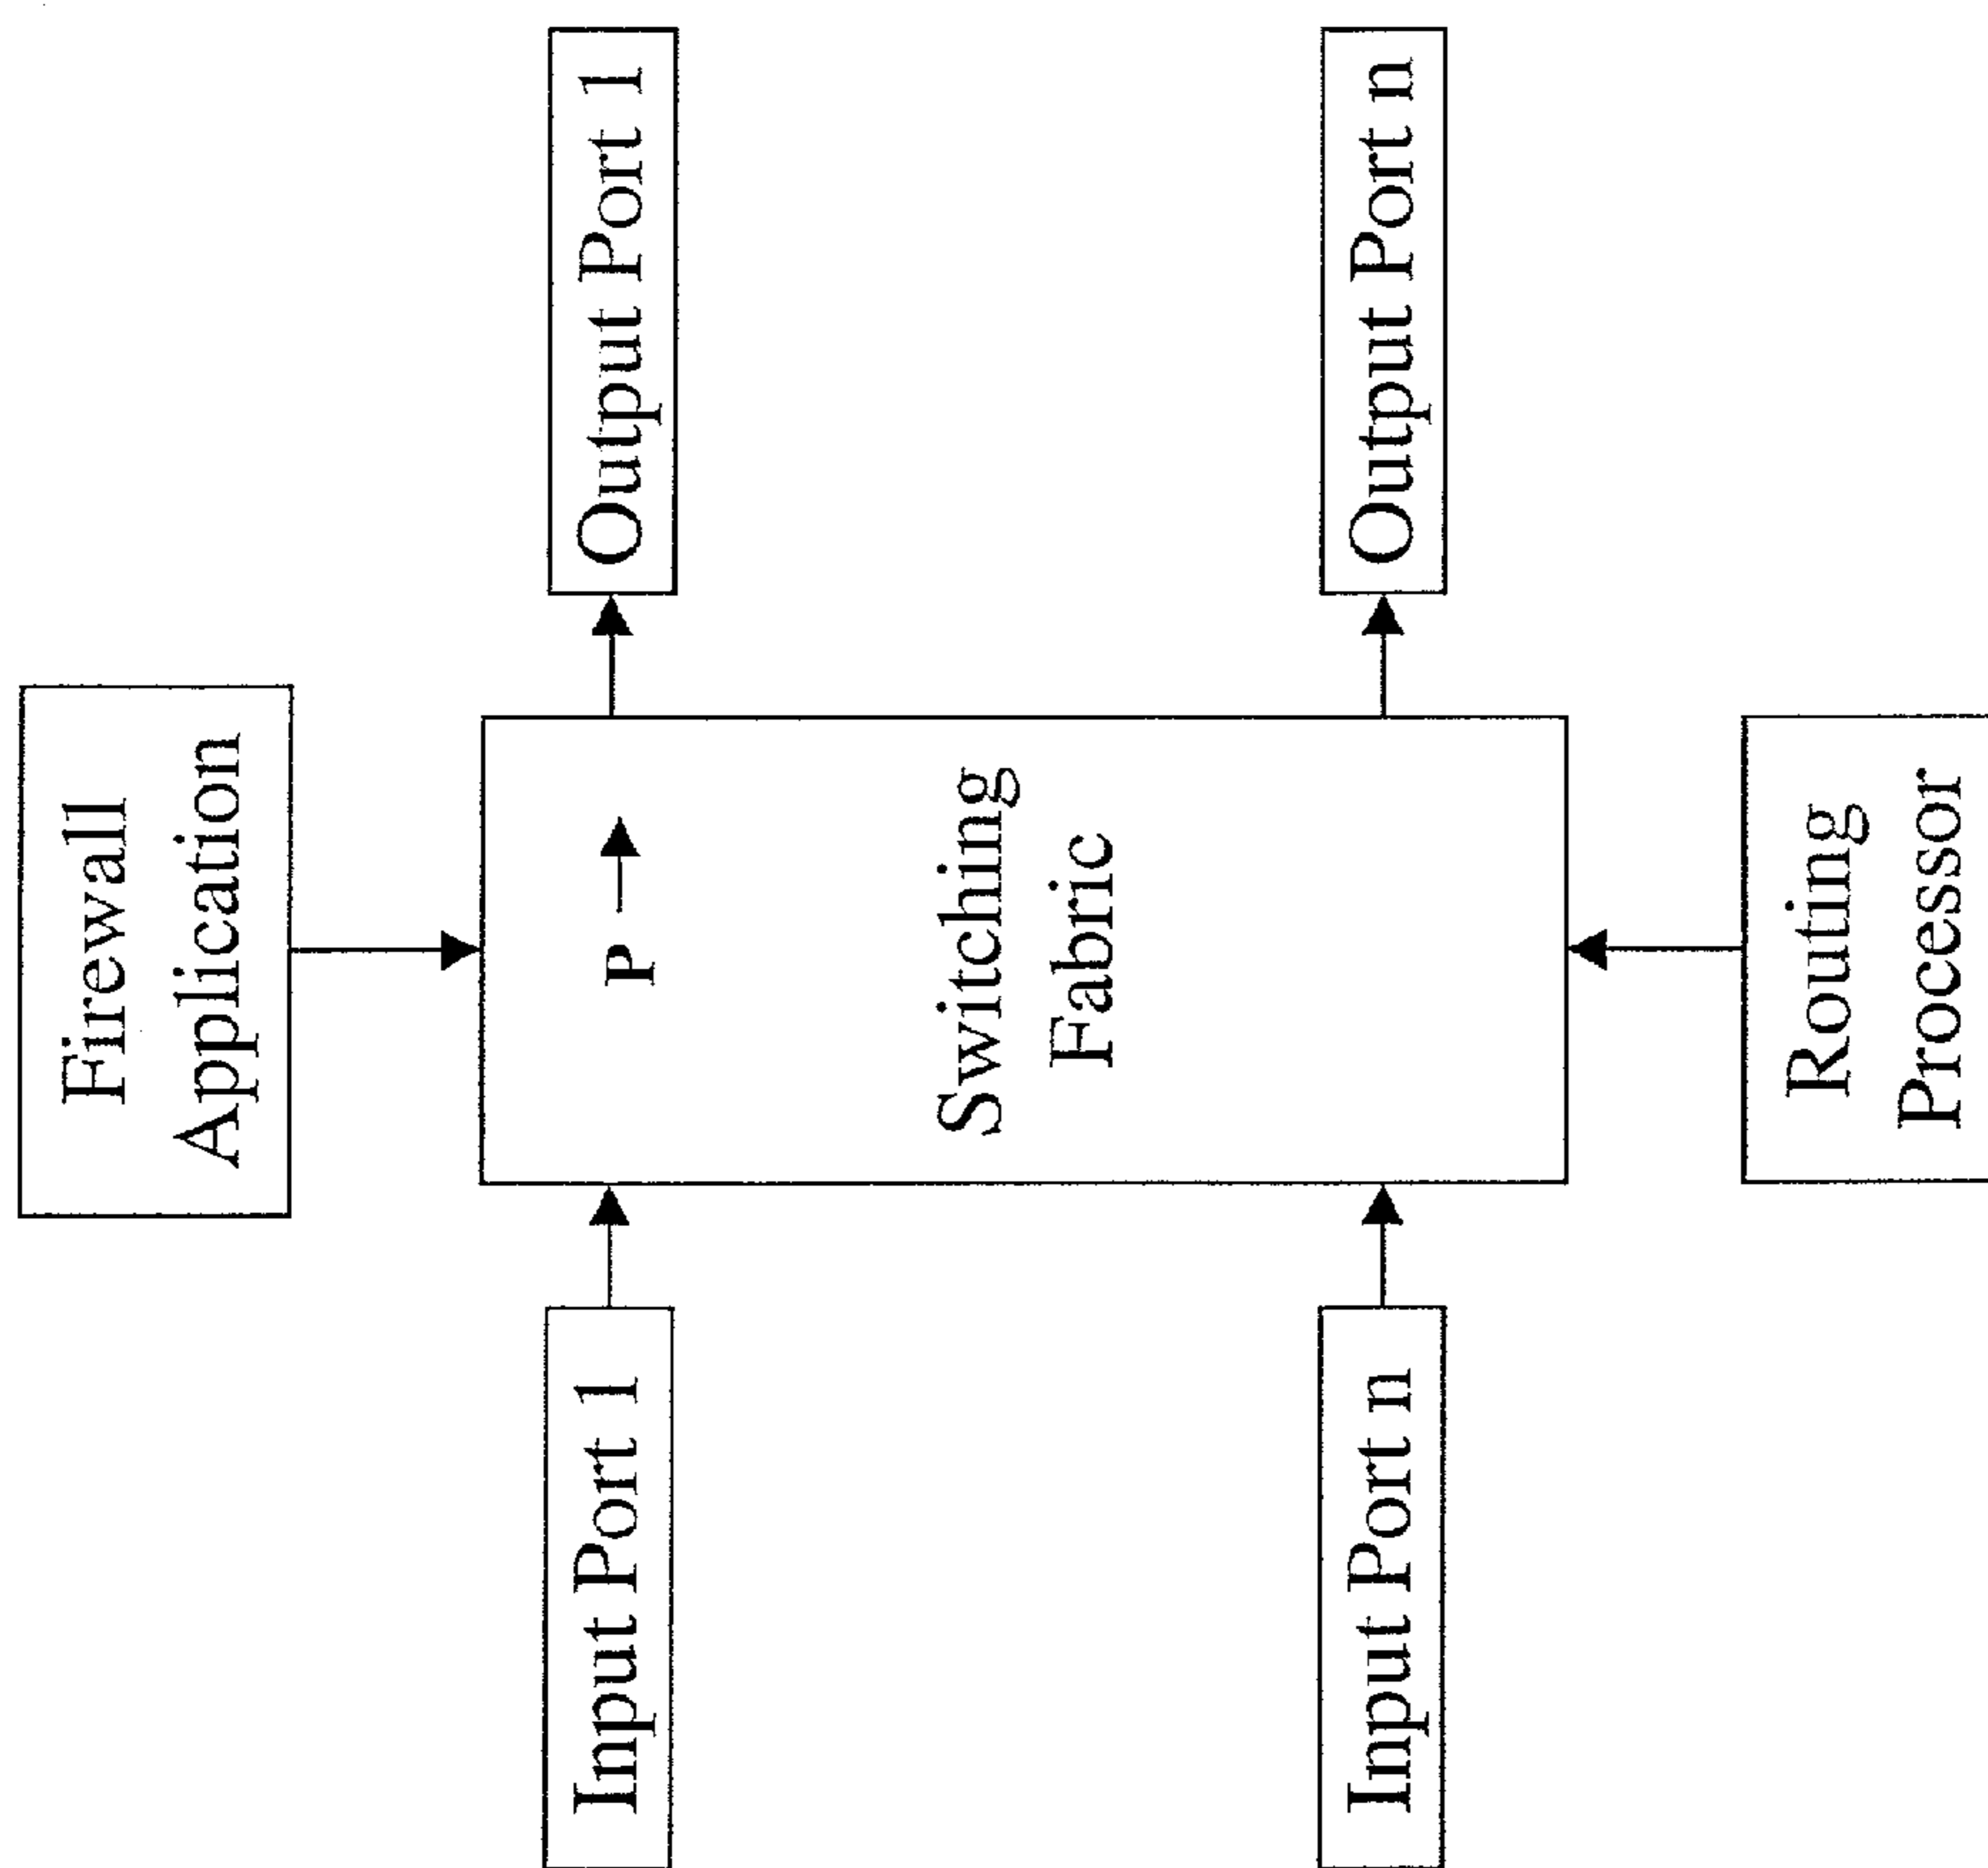 Firewall
Application
Input Port 1
P
Output Port 1
Switching
Fabric
Input Port n
Output Port n
Routing
Processor